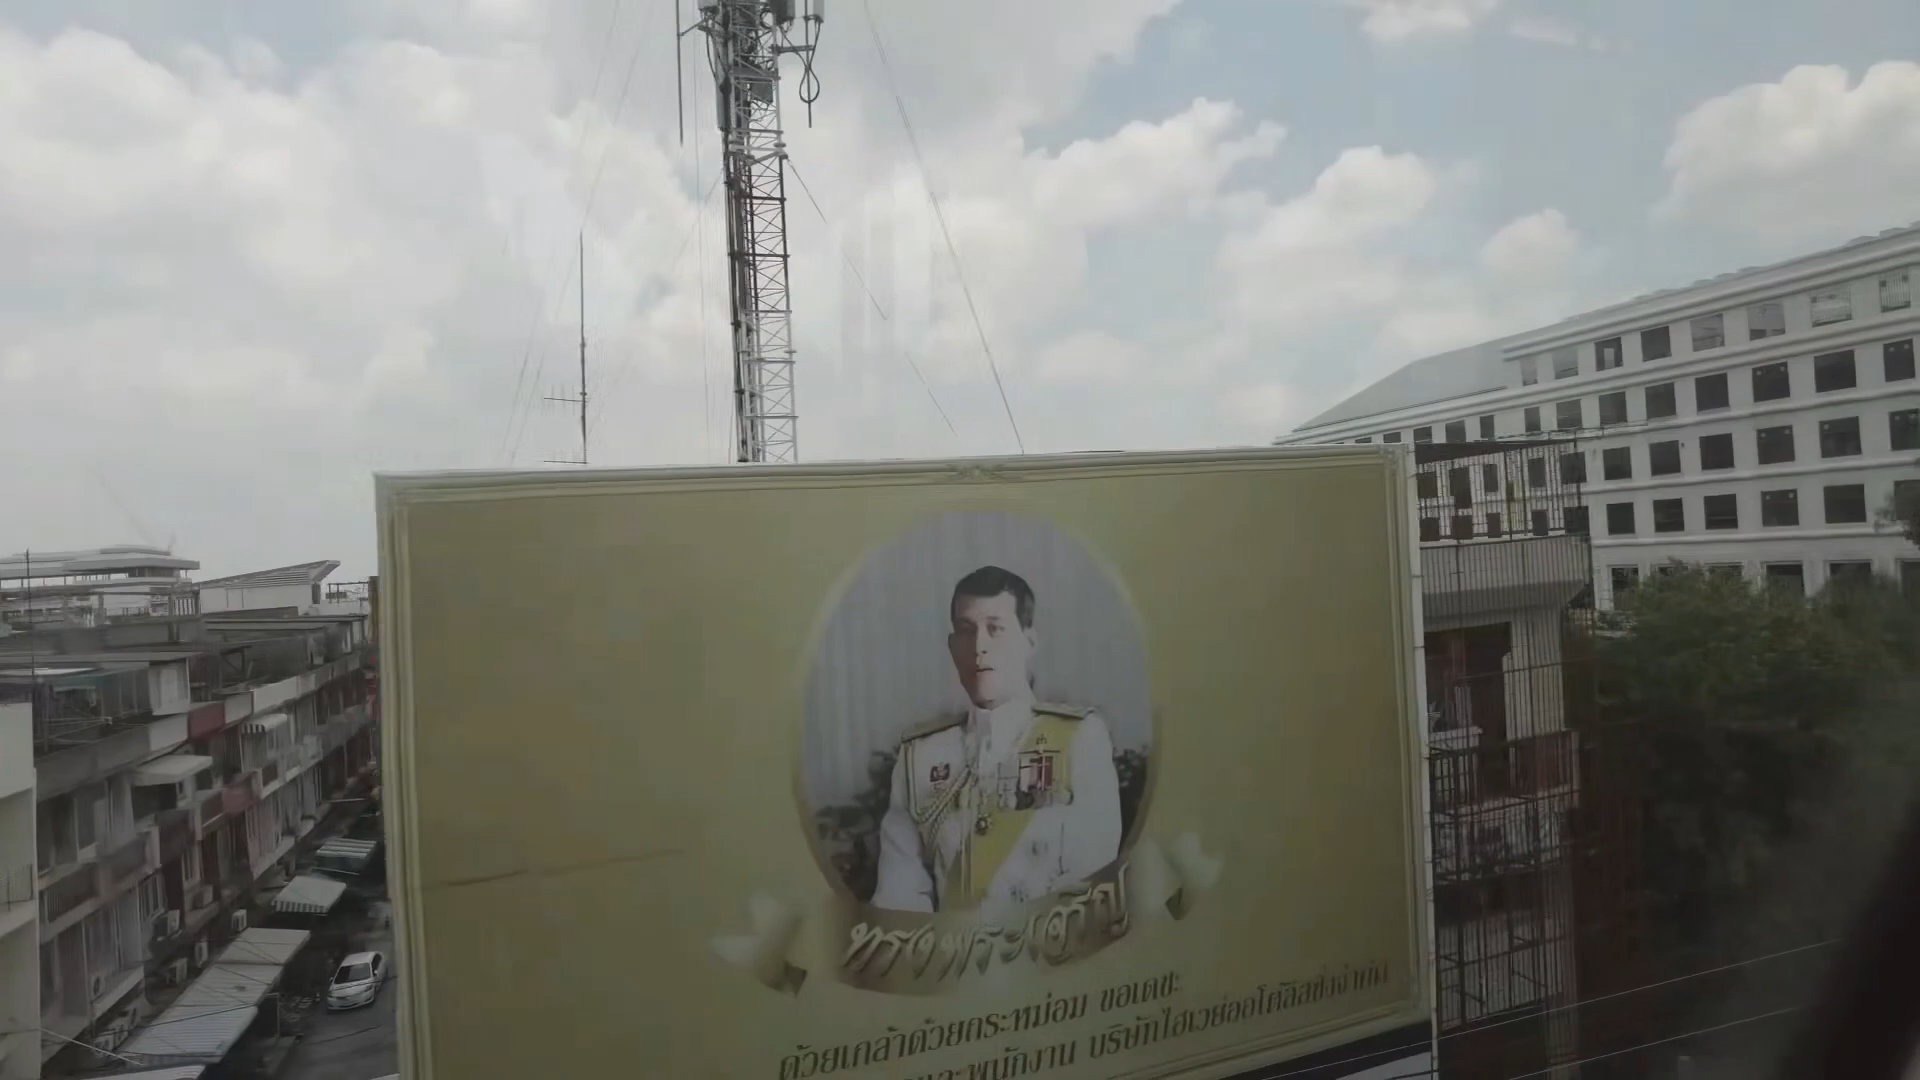 ทรงพระเจริญ
ด้วยเกล้าด้วยกระหม่อม ขอเดชะ
พนักงาน บริษัทไฮเวย์ออโต้ลิสซิ่งจำกัด